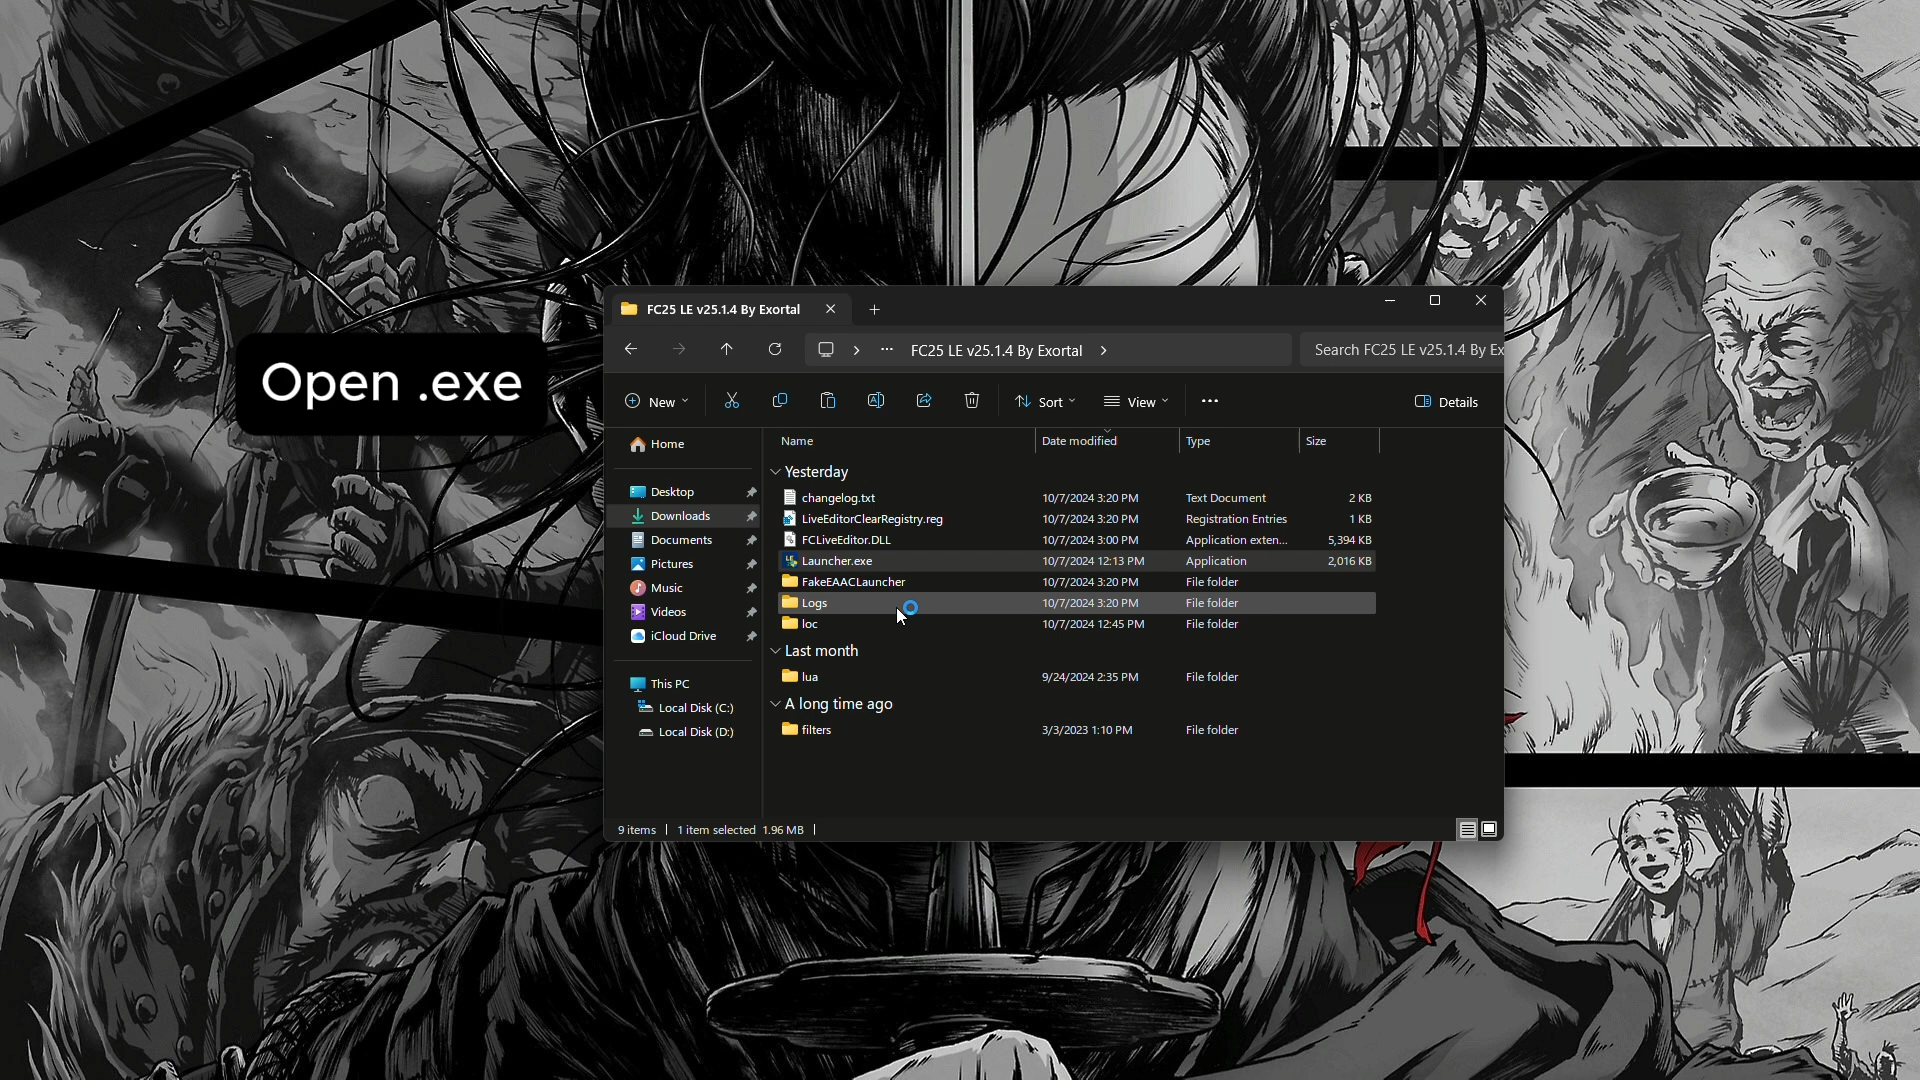 Open .exe
FC25 LE v25.1.4 By Exortal
FC25 LE v25.1.4 By Exortal
Search FC25 LE v25.1.4 By Ex
New
Sort
View
Details
Home
Desktop
Downloads
Documents
Pictures
Music
Videos
iCloud Drive
This PC
Local Disk (C:)
Local Disk (D:)
Name Date modified Type Size
Yesterday
changelog.txt 10/7/2024 3:20 PM Text Document 2 KB
LiveEditorClearRegistry.reg 10/7/2024 3:20 PM Registration Entries 1 KB
FCLiveEditor.DLL 10/7/2024 3:00 PM Application exten... 5,394 KB
Launcher.exe 10/7/2024 12:13 PM Application 2,016 KB
FakeEAACLauncher 10/7/2024 3:20 PM File folder
Logs 10/7/2024 3:20 PM File folder
loc 10/7/2024 12:45 PM File folder
Last month
lua 9/24/2024 2:35 PM File folder
A long time ago
filters 3/3/2023 1:10 PM File folder
9 items 1 item selected 1.96 MB